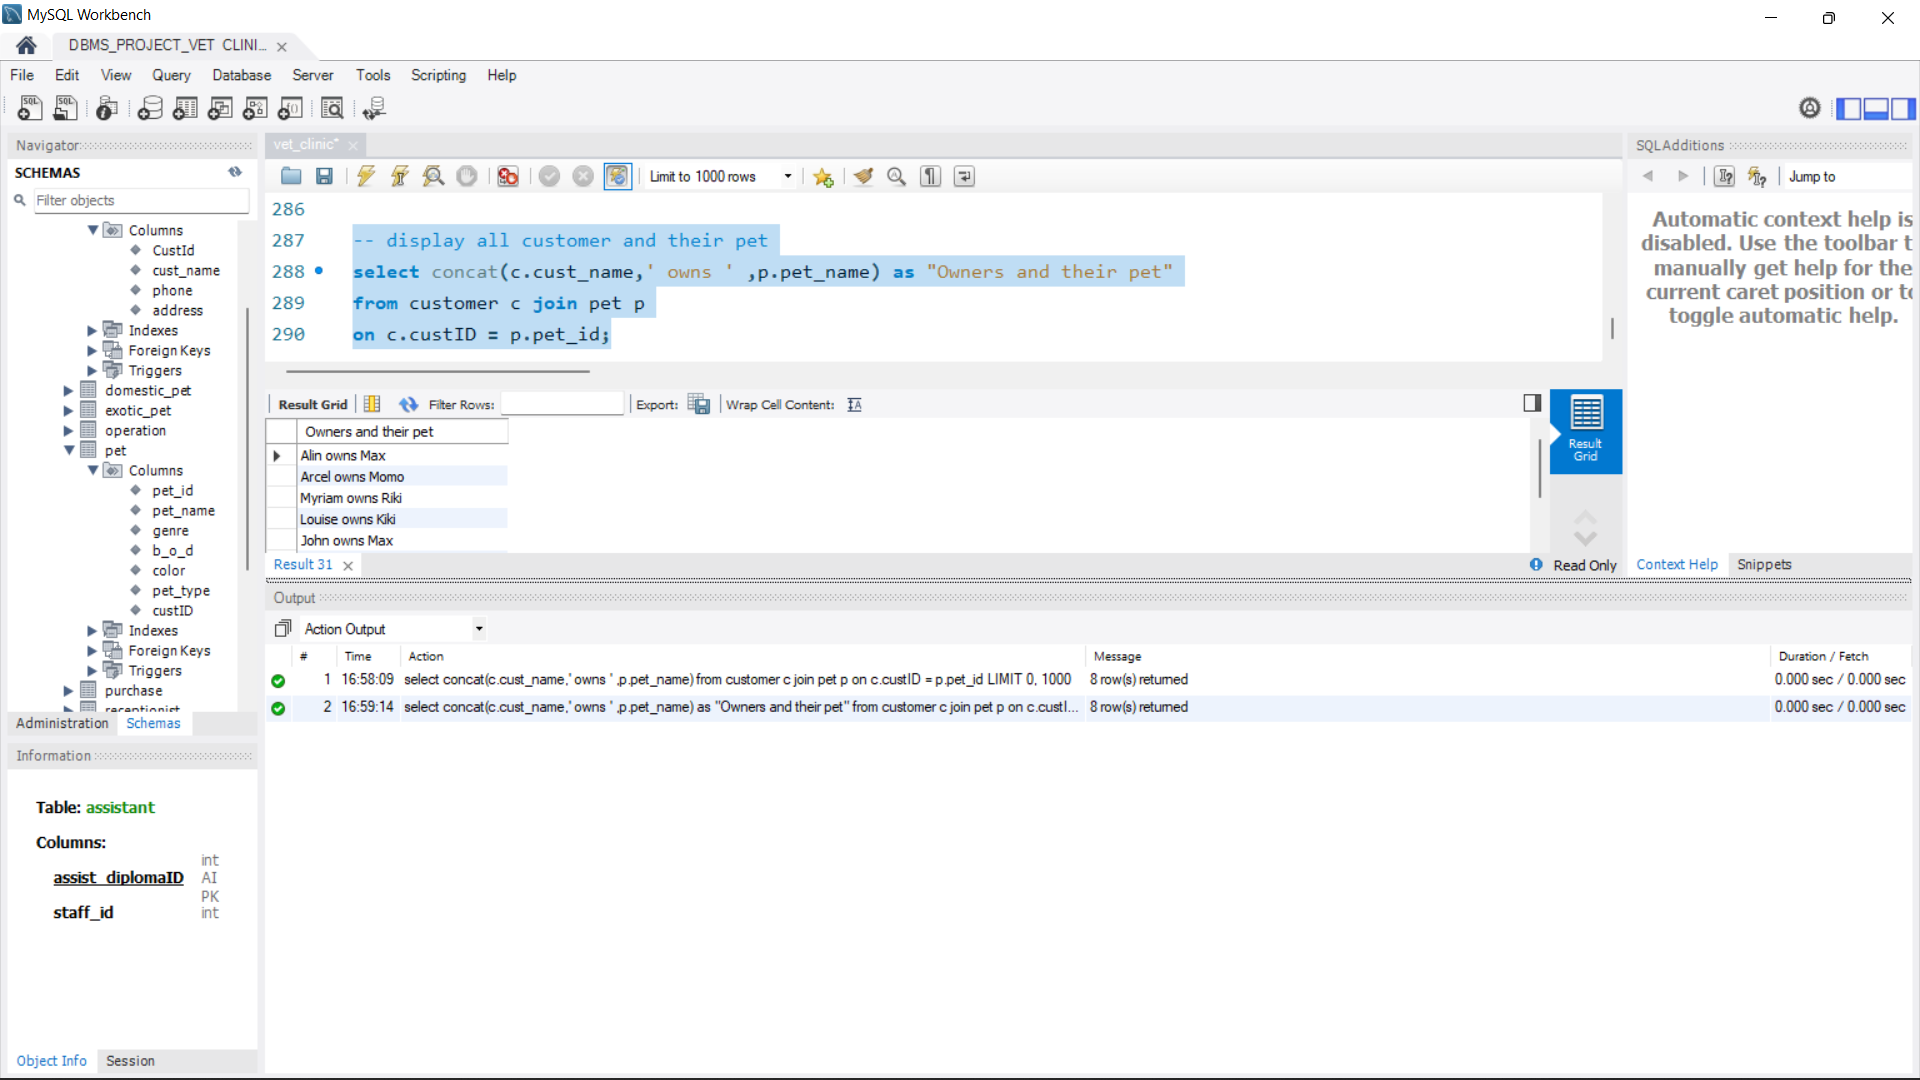 MySQL Workbench
DBMS_PROJECT_VET CLINI...
File Edit View Query Database Server Tools Scripting Help
Navigator
SCHEMAS
Filter objects
Columns
CustId
cust_name
phone
address
Indexes
Foreign Keys
Triggers
domestic_pet
exotic_pet
operation
pet
Columns
pet_id
pet_name
genre
b_o_d
color
pet_type
custID
Indexes
Foreign Keys
Triggers
purchase
receptionist
Administration Schemas
Information
Table: assistant
Columns:
assist_diplomaID int AI PK
staff_id int
Object Info Session
vet_clinic*
Limit to 1000 rows
286
287 -- display all customer and their pet
288 select concat(c.cust_name,' owns ' ,p.pet_name) as "Owners and their pet"
289 from customer c join pet p
290 on c.custID = p.pet_id;
Result Grid Filter Rows: Export: Wrap Cell Content:
Owners and their pet
Alin owns Max
Arcel owns Momo
Myriam owns Riki
Louise owns Kiki
John owns Max
Result Grid
Result 31
Read Only
SQLAdditions
Jump to
Automatic context help is
disabled. Use the toolbar t
manually get help for the
current caret position or to
toggle automatic help.
Context Help Snippets
Output
Action Output
# Time Action Message Duration / Fetch
1 16:58:09 select concat(c.cust_name,' owns ' ,p.pet_name) from customer c join pet p on c.custID = p.pet_id LIMIT 0, 1000 8 row(s) returned 0.000 sec / 0.000 sec
2 16:59:14 select concat(c.cust_name,' owns ' ,p.pet_name) as "Owners and their pet" from customer c join pet p on c.custI... 8 row(s) returned 0.000 sec / 0.000 sec